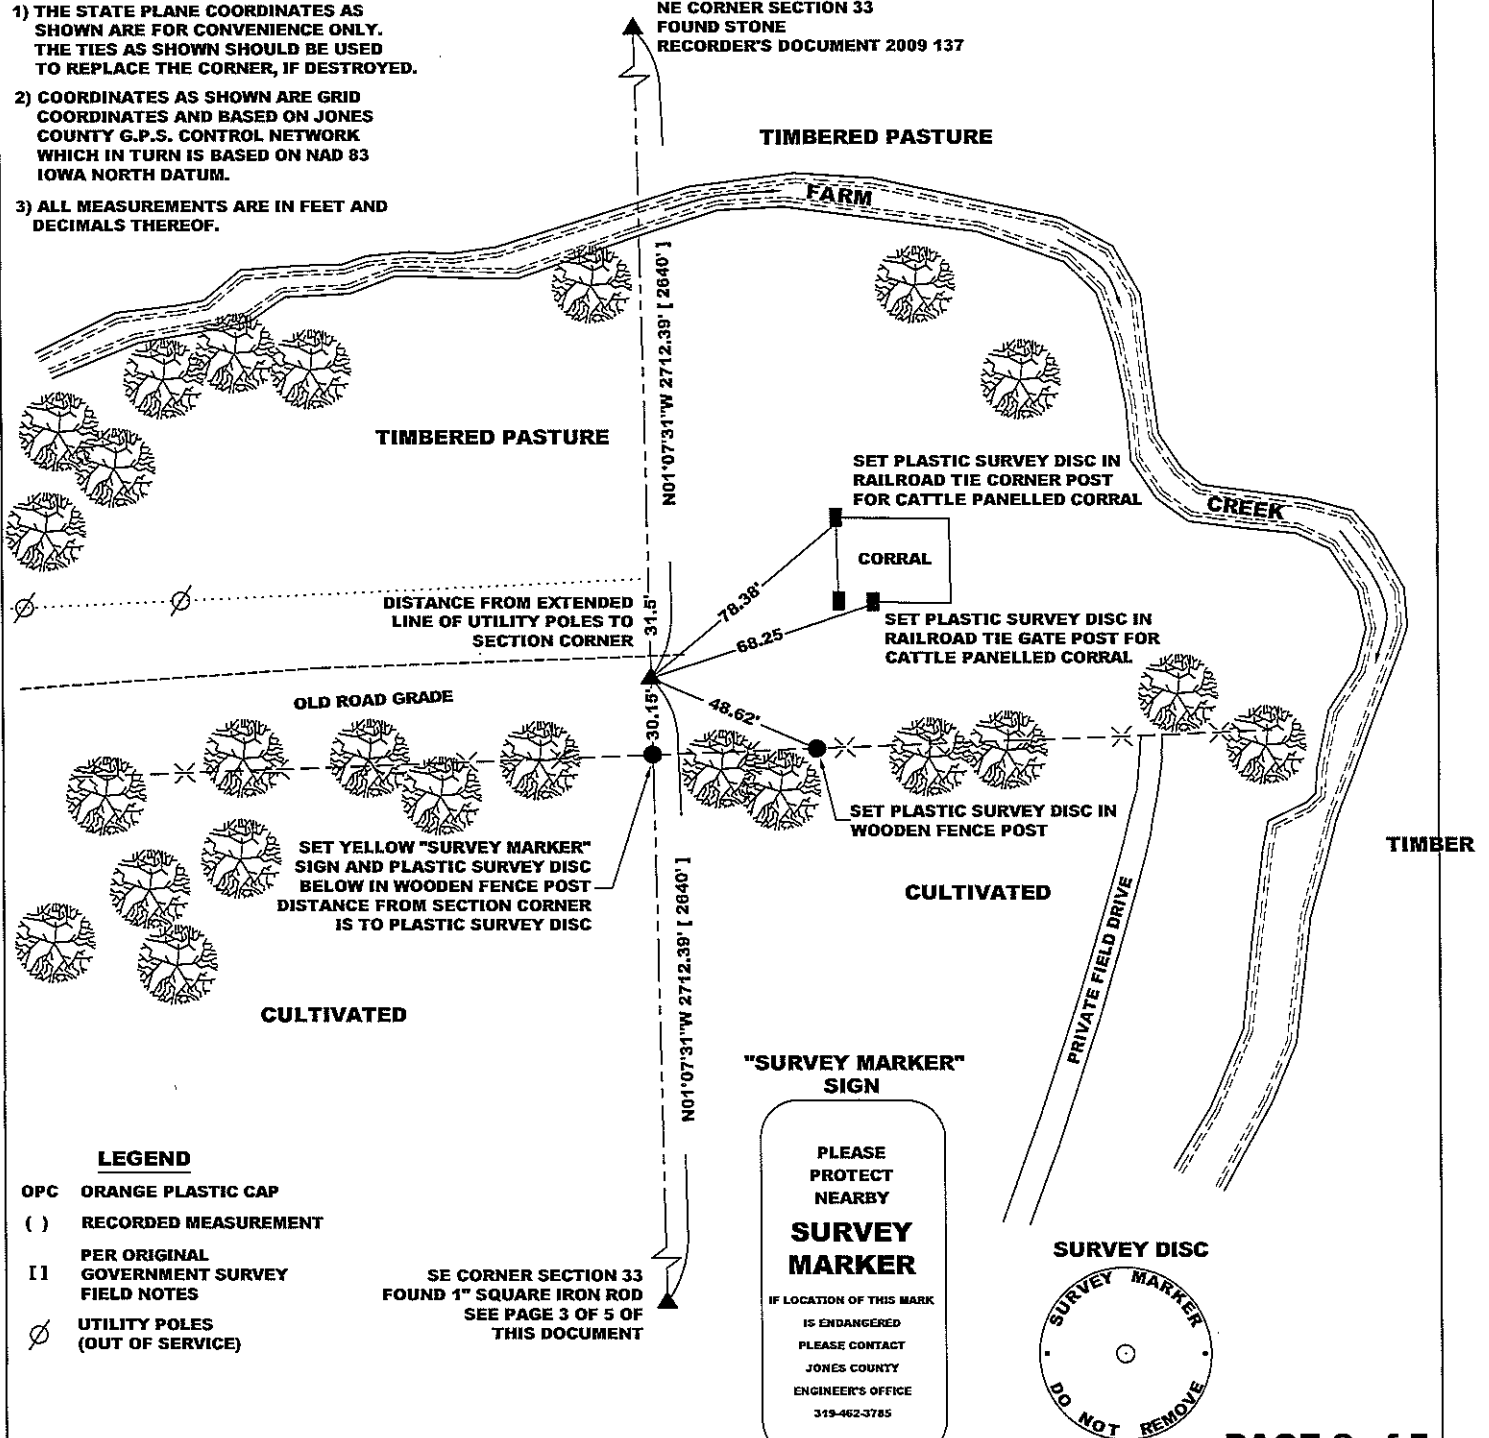 1) THE STATE PLANE COORDINATES AS
SHOWN ARE FOR CONVENIENCE ONLY.
THE TIES AS SHOWN SHOULD BE USED
TO REPLACE THE CORNER, IF DESTROYED.
2) COORDINATES AS SHOWN ARE GRID
COORDINATES AND BASED ON JONES
COUNTY G.P.S. CONTROL NETWORK
WHICH IN TURN IS BASED ON NAD 83
IOWA NORTH DATUM.
3) ALL MEASUREMENTS ARE IN FEET AND
DECIMALS THEREOF.
NE CORNER SECTION 33
FOUND STONE
RECORDER'S DOCUMENT 2009 137
TIMBERED PASTURE
FARM
N01°07'31"W 2712.39' [ 2640' ]
TIMBERED PASTURE
SET PLASTIC SURVEY DISC IN
RAILROAD TIE CORNER POST
FOR CATTLE PANELLED CORRAL
CREEK
CORRAL
78.38'
DISTANCE FROM EXTENDED
LINE OF UTILITY POLES TO
SECTION CORNER
31.5'
68.25
SET PLASTIC SURVEY DISC IN
RAILROAD TIE GATE POST FOR
CATTLE PANELLED CORRAL
OLD ROAD GRADE
30.15'
48.62'
SET PLASTIC SURVEY DISC IN
WOODEN FENCE POST
TIMBER
SET YELLOW "SURVEY MARKER"
SIGN AND PLASTIC SURVEY DISC
BELOW IN WOODEN FENCE POST
DISTANCE FROM SECTION CORNER
IS TO PLASTIC SURVEY DISC
CULTIVATED
N01°07'31"W 2712.39' [ 2640' ]
PRIVATE FIELD DRIVE
CULTIVATED
"SURVEY MARKER"
SIGN
PLEASE
PROTECT
NEARBY
SURVEY
MARKER
IF LOCATION OF THIS MARK
IS ENDANGERED
PLEASE CONTACT
JONES COUNTY
ENGINEER'S OFFICE
319-462-3785
LEGEND
OPC ORANGE PLASTIC CAP
( ) RECORDED MEASUREMENT
[ ] PER ORIGINAL
GOVERNMENT SURVEY
FIELD NOTES
UTILITY POLES
(OUT OF SERVICE)
SE CORNER SECTION 33
FOUND 1" SQUARE IRON ROD
SEE PAGE 3 OF 5 OF
THIS DOCUMENT
SURVEY DISC
SURVEY MARKER
DO NOT REMOVE